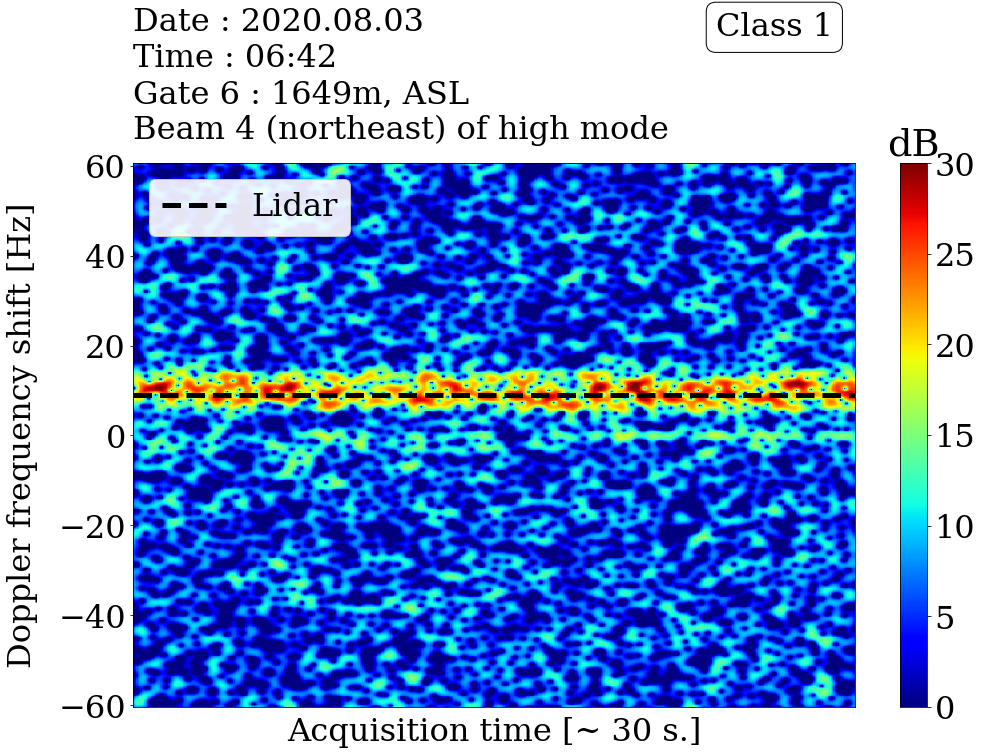 Date : 2020.08.03
Time : 06:42
Gate 6 : 1649m, ASL
Beam 4 (northeast) of high mode
Class 1
dB
Doppler frequency shift [Hz]
60
40
20
0
−20
−40
−60
Lidar
30
25
20
15
10
5
0
Acquisition time [~ 30 s.]